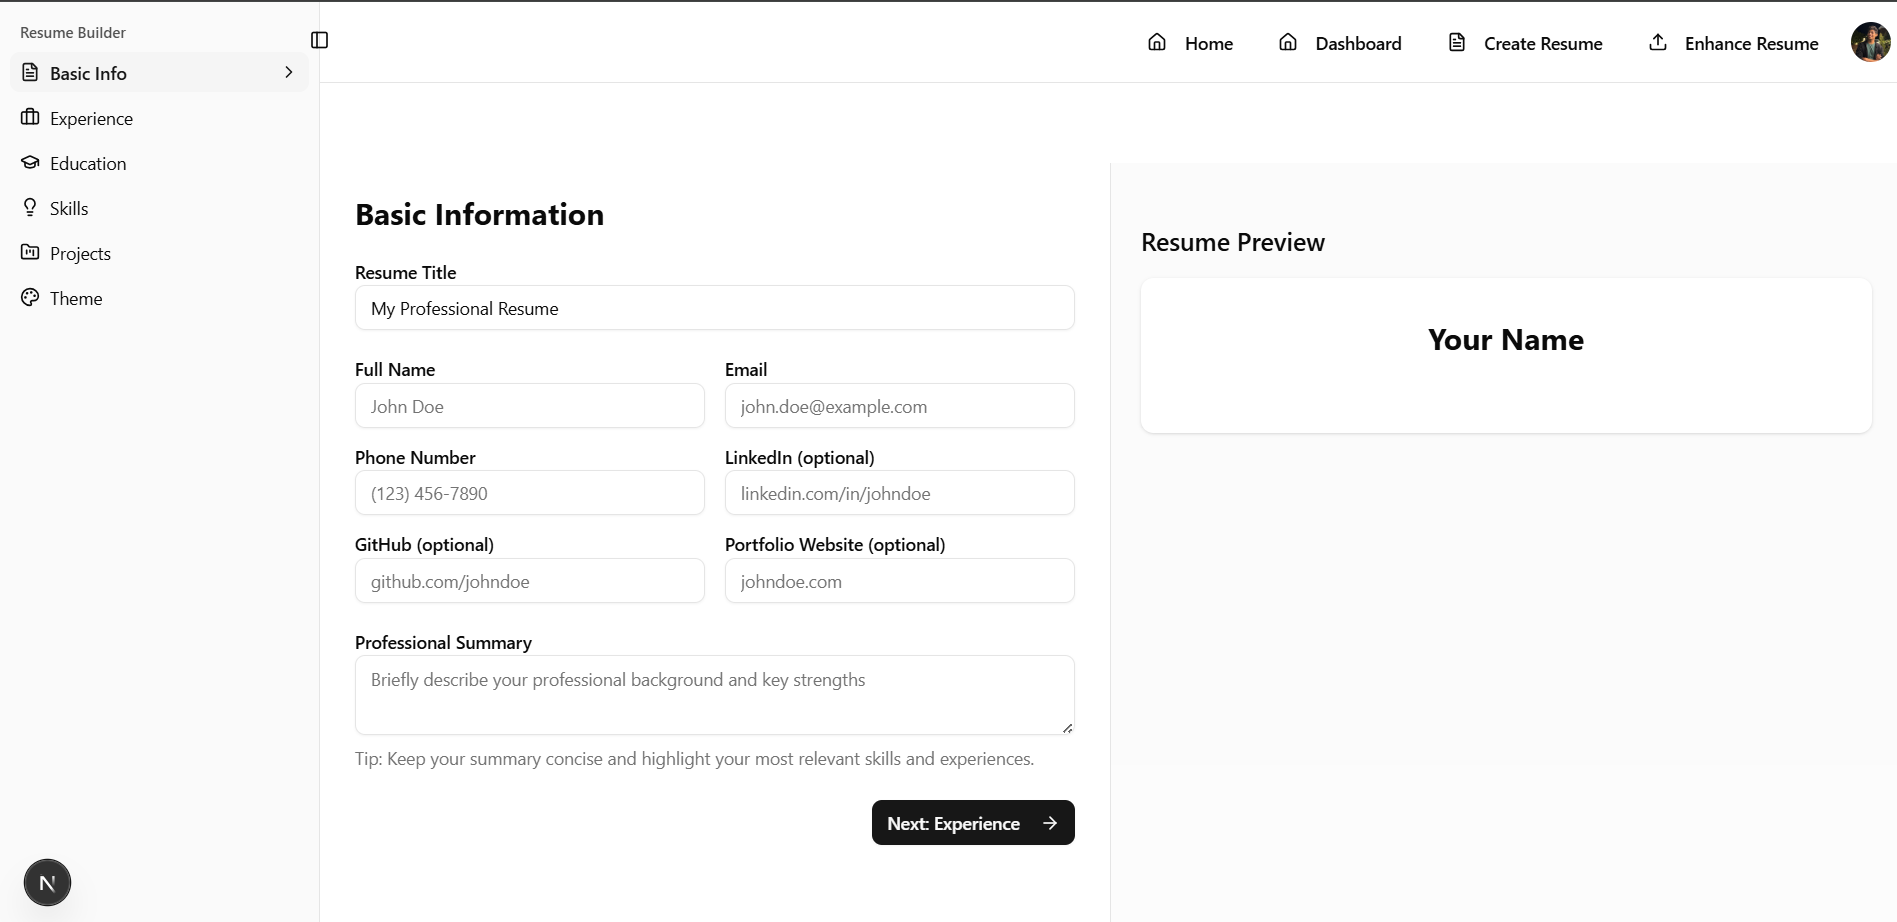 Resume Builder
Basic Info
Experience
Education
Skills
Projects
Theme
Home
Dashboard
Create Resume
Enhance Resume
Basic Information
Resume Title
My Professional Resume
Full Name
Email
John Doe
john.doe@example.com
Phone Number
LinkedIn (optional)
(123) 456-7890
linkedin.com/in/johndoe
GitHub (optional)
Portfolio Website (optional)
github.com/johndoe
johndoe.com
Professional Summary
Briefly describe your professional background and key strengths
Tip: Keep your summary concise and highlight your most relevant skills and experiences.
Next: Experience
Resume Preview
Your Name
N